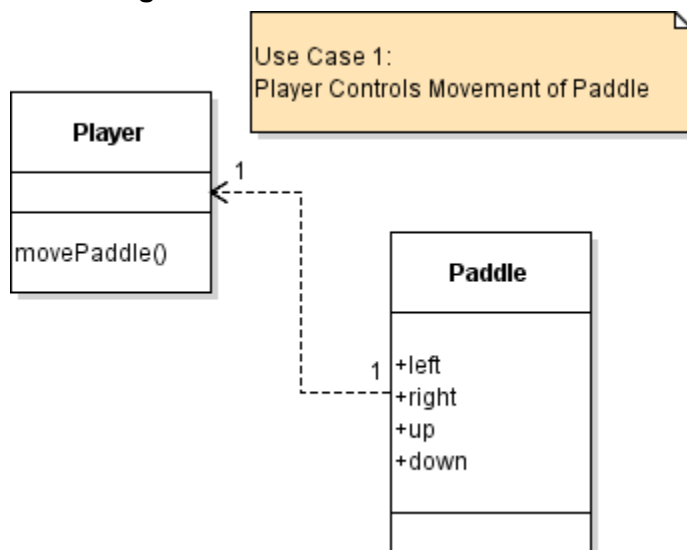 Use Case 1:
Player Controls Movement of Paddle
Player
1
movePaddle()
Paddle
1
+left
+right
+up
+down